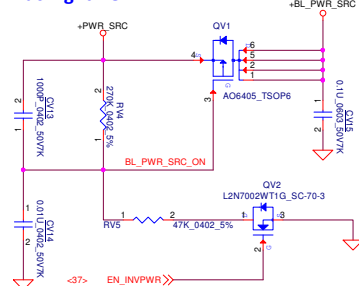 +BL_PWR_SRC
+PWR_SRC
QV1
4
6
5
2
1
3
S
D
G
AO6405_TSOP6
2
1
CV13
1000P_0402_50V7K
2
1
RV4
270K_0402_5%
2
1
CV15
0.1U_0603_50V7K
BL_PWR_SRC_ON
QV2
L2N7002WT1G_SC-70-3
1
2
CV14
0.01U_0402_50V7K
RV5
1
2
47K_0402_5%
1
3
D
S
G
2
<37>
EN_INVPWR